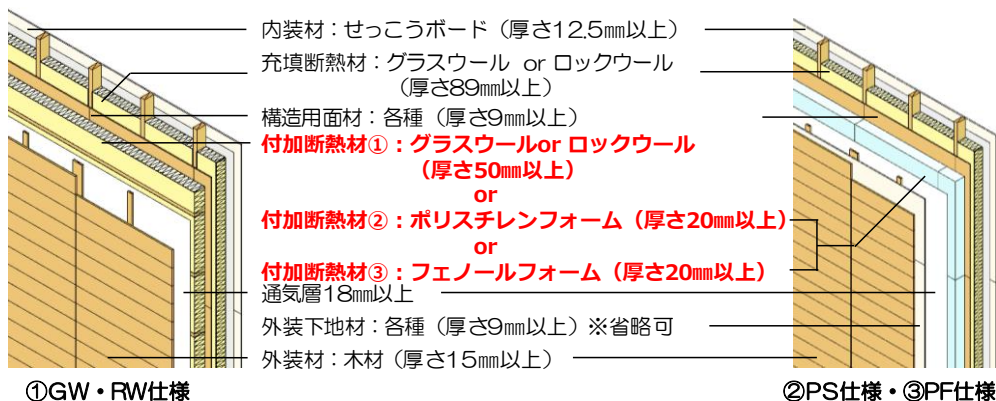 内装材：せっこうボード（厚さ12.5㎜以上）
充填断熱材：グラスウール or ロックウール
（厚さ89㎜以上）
構造用面材：各種（厚さ9㎜以上）
付加断熱材①：グラスウールor ロックウール
（厚さ50㎜以上）
or
付加断熱材②：ポリスチレンフォーム（厚さ20㎜以上）
or
付加断熱材③：フェノールフォーム（厚さ20㎜以上）
通気層18㎜以上
外装下地材：各種（厚さ9㎜以上）※省略可
外装材：木材（厚さ15㎜以上）
①GW・RW仕様
②PS仕様・③PF仕様